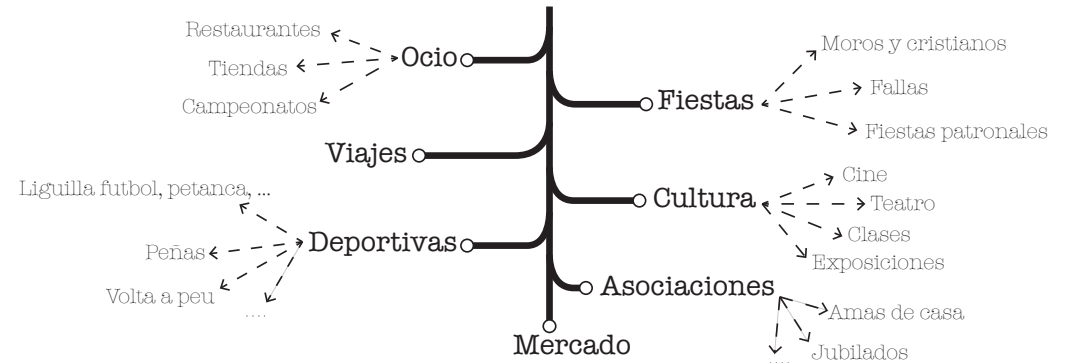 Restaurantes
Ocio
Tiendas
Campeonatos
Moros y cristianos
Fiestas
Fallas
Fiestas patronales
Viajes
Liguilla futbol, petanca, ...
Deportivas
Peñas
Volta a peu
....
Cine
Cultura
Teatro
Clases
Exposiciones
Asociaciones
Amas de casa
Jubilados
....
Mercado